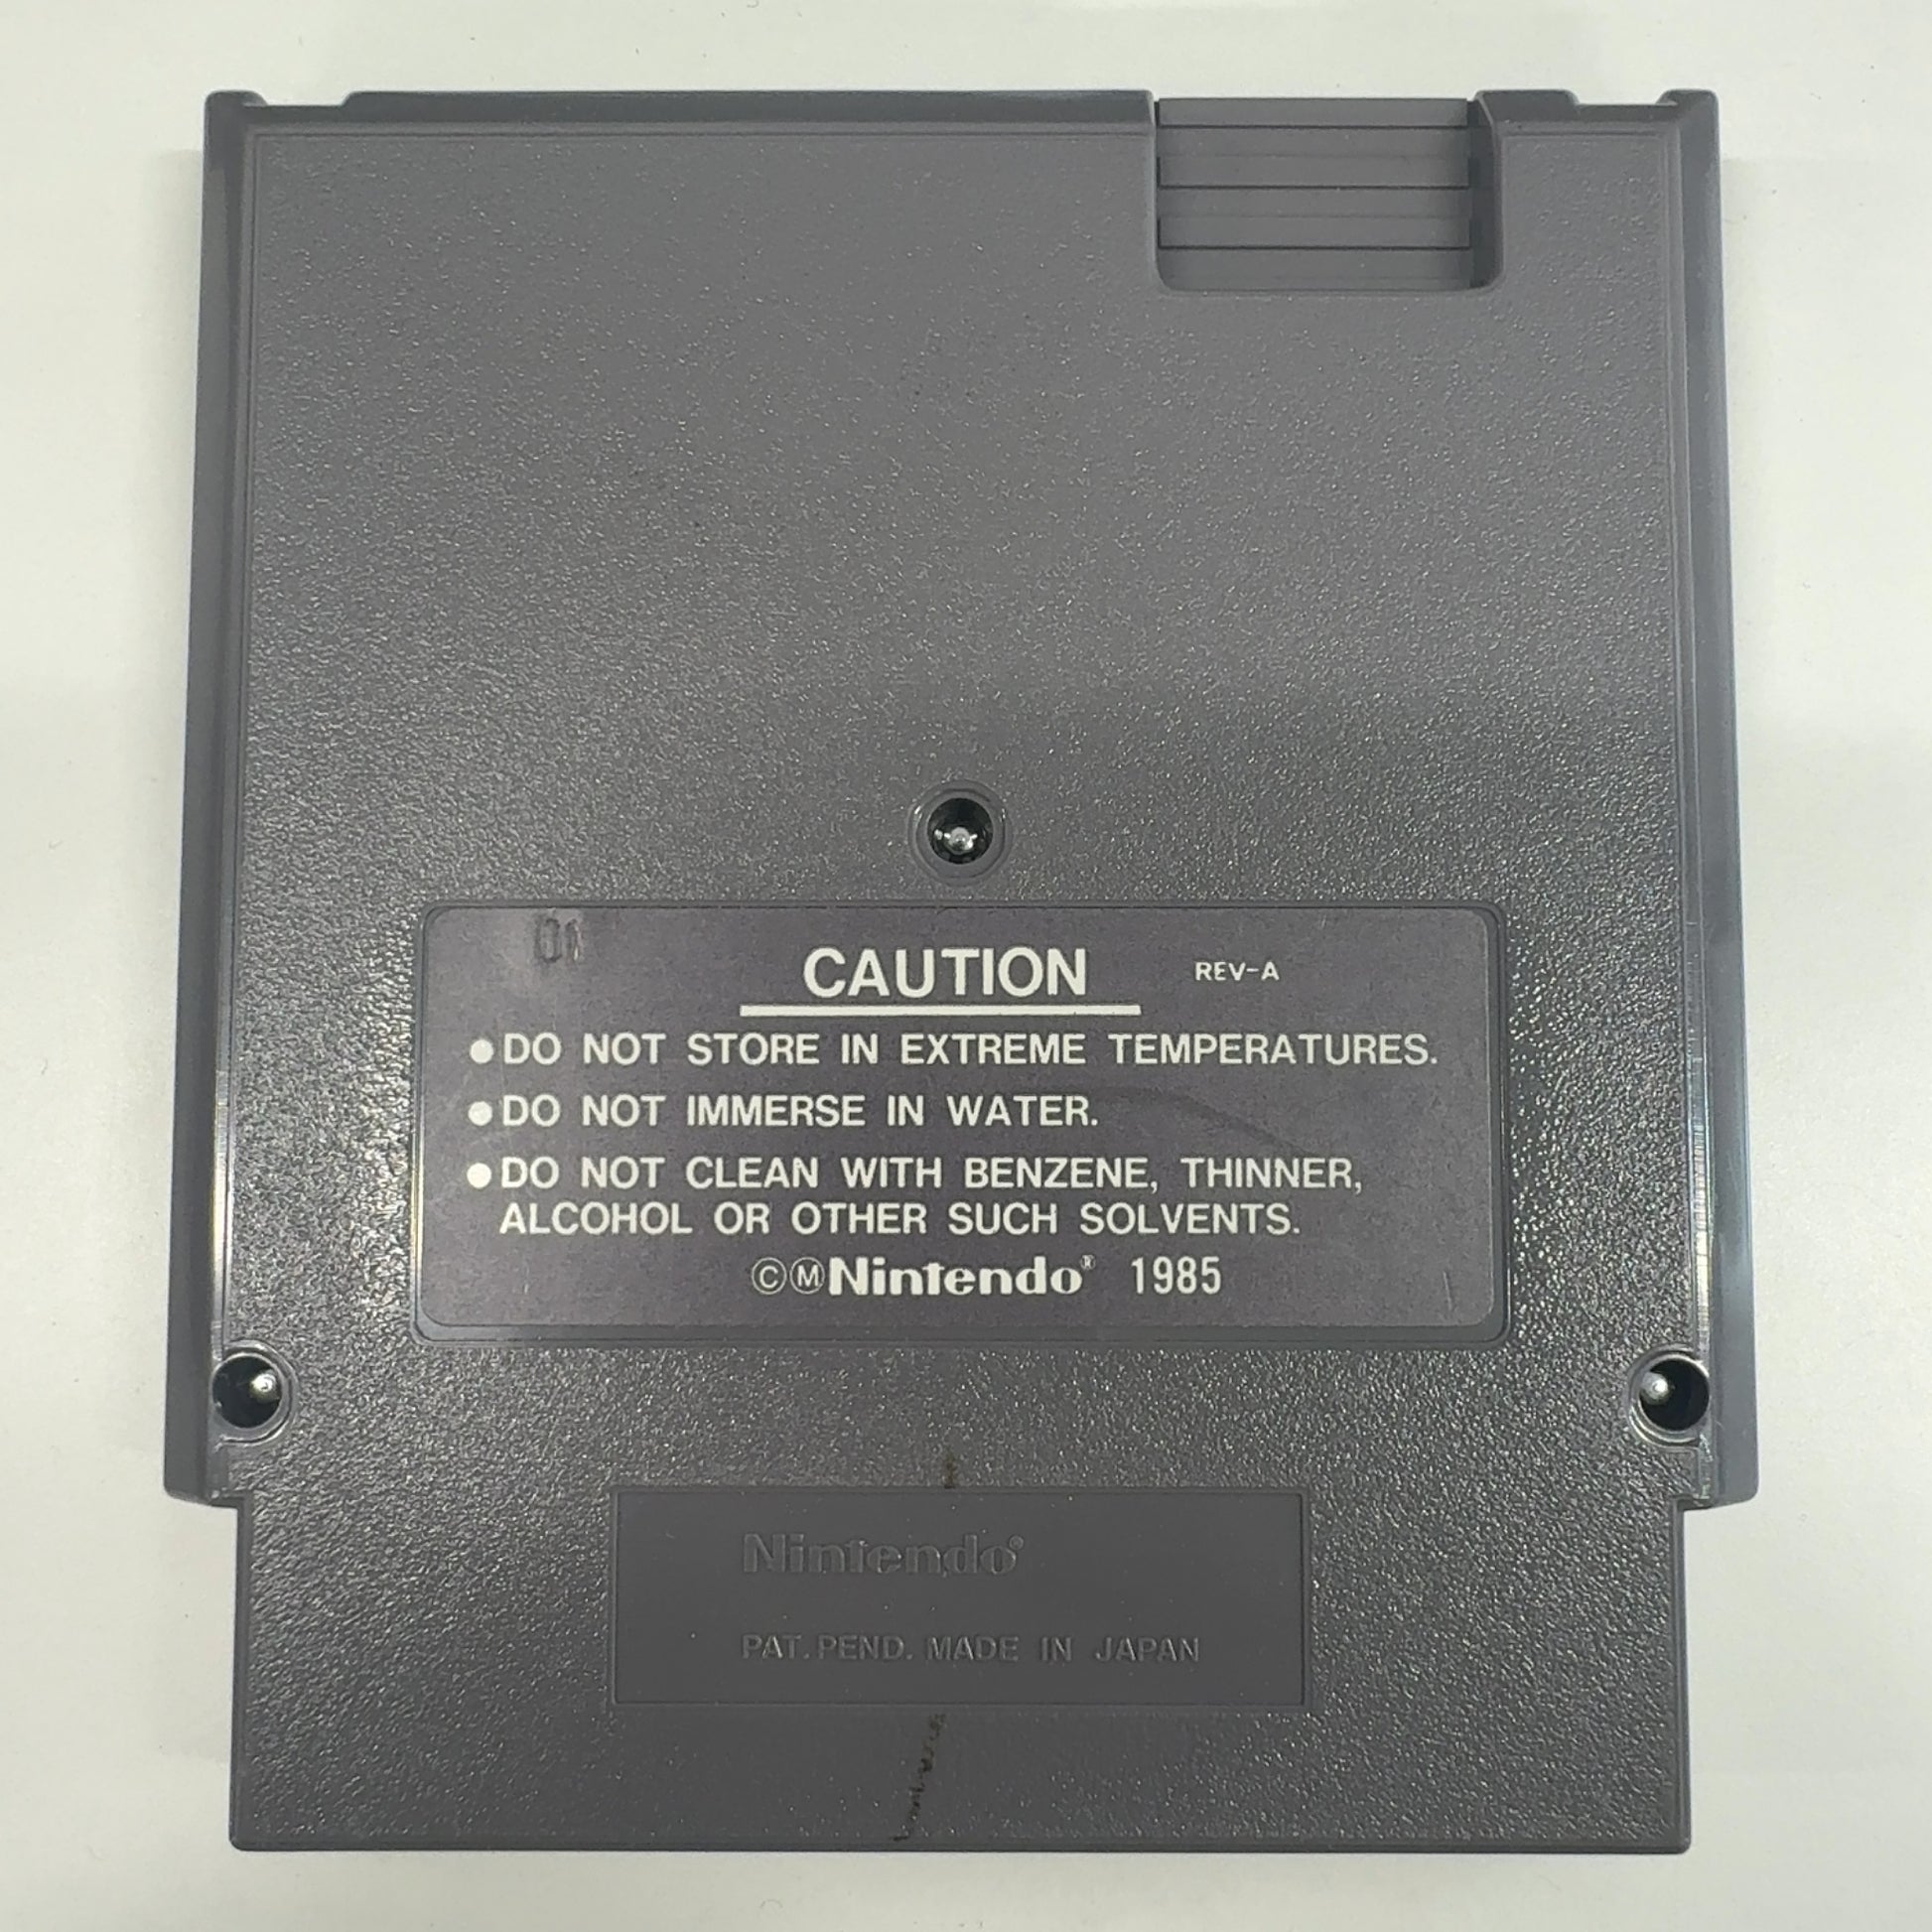 01
CAUTION REV-A
●DO NOT STORE IN EXTREME TEMPERATURES.
●DO NOT IMMERSE IN WATER.
●DO NOT CLEAN WITH BENZENE, THINNER,
ALCOHOL OR OTHER SUCH SOLVENTS.
ⒸⓂNintendo® 1985
Nintendo®
PAT. PEND. MADE IN JAPAN